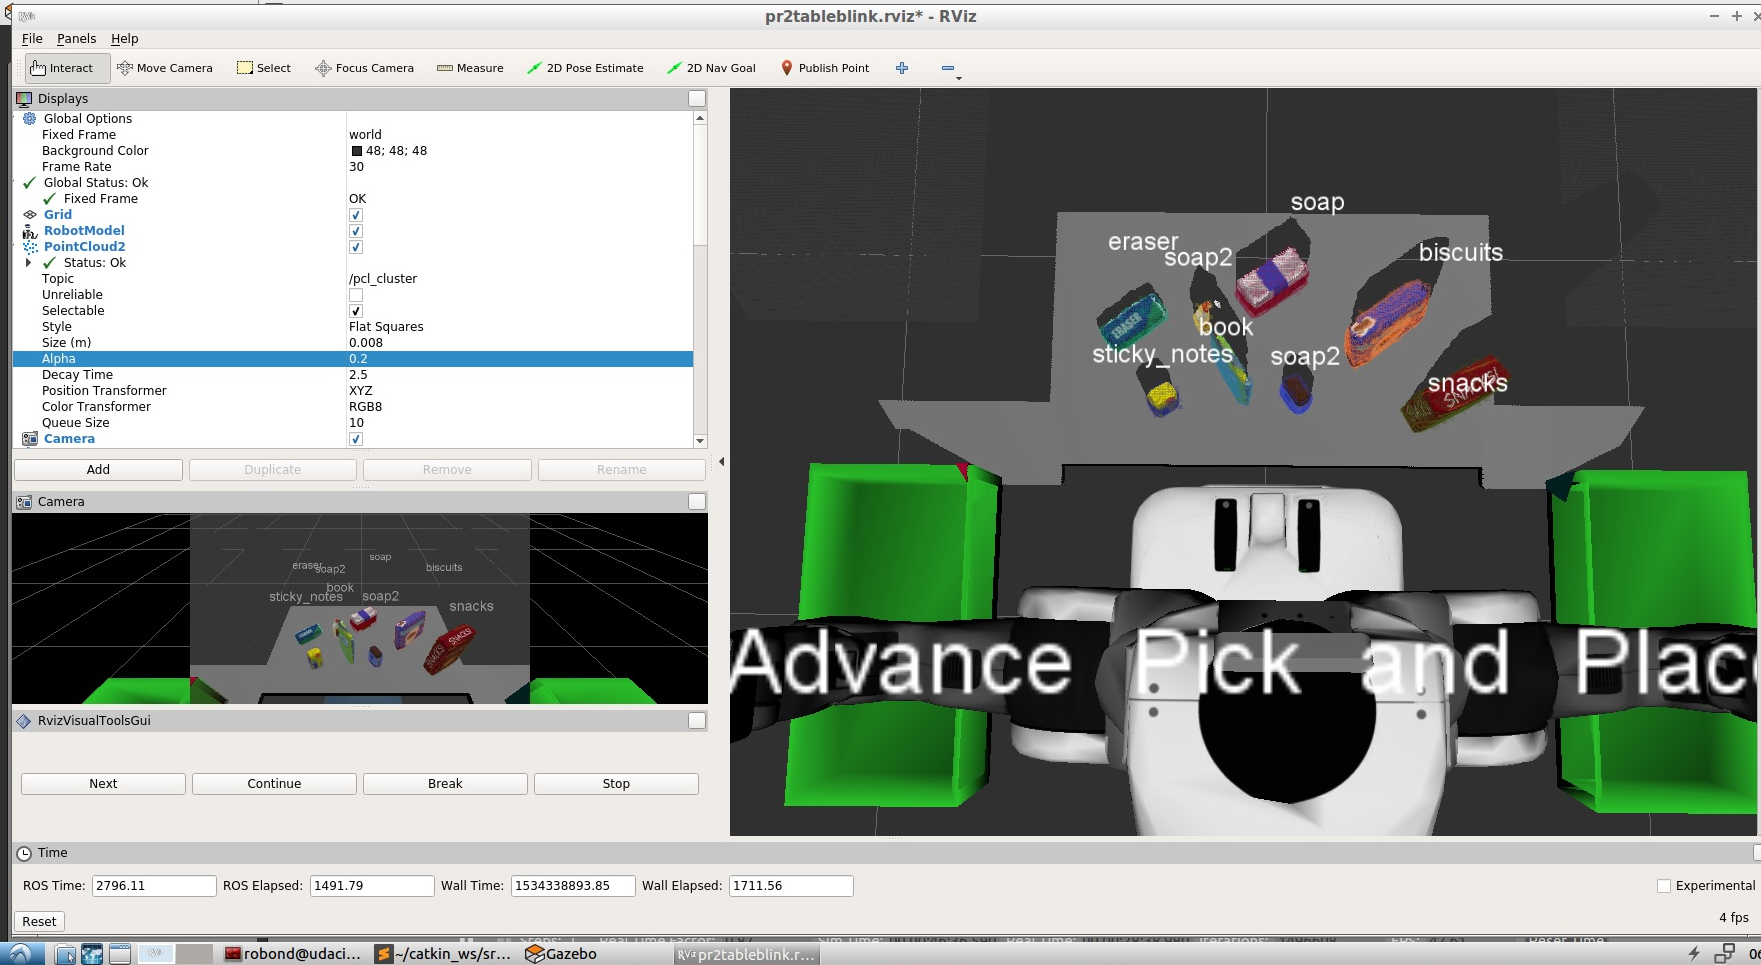 pr2tableblink.rviz* - RViz
File Panels Help
Interact Move Camera Select Focus Camera Measure 2D Pose Estimate 2D Nav Goal Publish Point
Displays
Global Options
Fixed Frame world
Background Color 48; 48; 48
Frame Rate 30
Global Status: Ok
Fixed Frame OK
Grid
RobotModel
PointCloud2
Status: Ok
Topic /pcl_cluster
Unreliable
Selectable
Style Flat Squares
Size (m) 0.008
Alpha 0.2
Decay Time 2.5
Position Transformer XYZ
Color Transformer RGB8
Queue Size 10
Camera
Add Duplicate Remove Rename
Camera
soap
eraser soap2 biscuits
book
sticky_notes soap2 snacks
SNACKS!
RvizVisualToolsGui
Next Continue Break Stop
soap
eraser
soap2
biscuits
ERASER
book
sticky_notes soap2
snacks
SNACKS!
Advance Pick and Plac
Time
ROS Time: 2796.11 ROS Elapsed: 1491.79 Wall Time: 1534338893.85 Wall Elapsed: 1711.56 Experimental
Reset 4 fps
robond@udaci... ~/catkin_ws/sr... Gazebo RViz pr2tableblink.r... 06